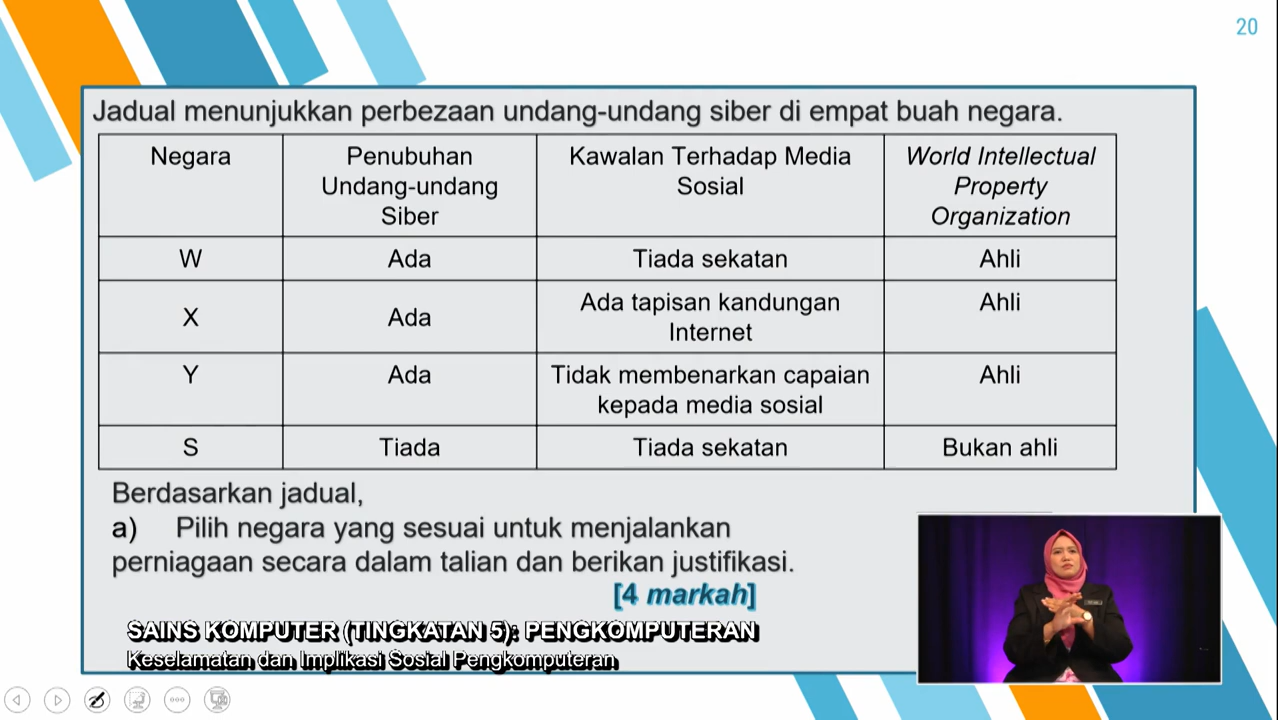 20
Jadual menunjukkan perbezaan undang-undang siber di empat buah negara.
Negara Penubuhan Undang-undang Siber Kawalan Terhadap Media Sosial World Intellectual Property Organization
W Ada Tiada sekatan Ahli
X Ada Ada tapisan kandungan Internet Ahli
Y Ada Tidak membenarkan capaian kepada media sosial Ahli
S Tiada Tiada sekatan Bukan ahli
Berdasarkan jadual,
a) Pilih negara yang sesuai untuk menjalankan
perniagaan secara dalam talian dan berikan justifikasi.
[4 markah]
SAINS KOMPUTER (TINGKATAN 5): PENGKOMPUTERAN
Keselamatan dan Implikasi Sosial Pengkomputeran